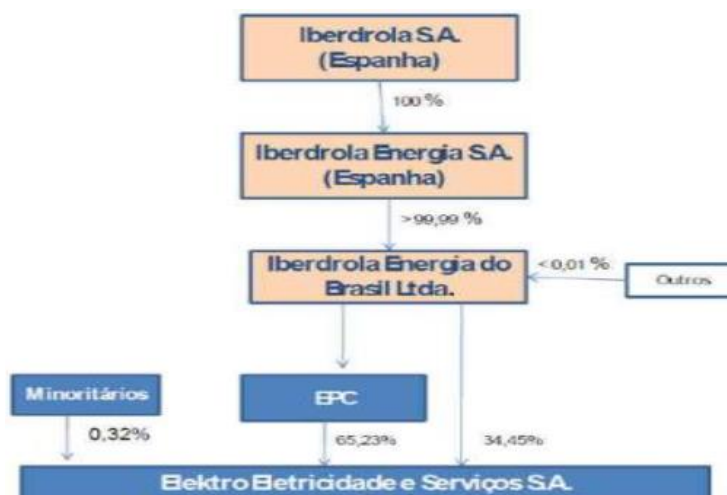 Iberdrola S.A.
(Espanha)
100 %
Iberdrola Energia S.A.
(Espanha)
>99,99 %
Iberdrola Energia do
Brasil Ltda.
<0,01 %
Outros
Minoritários
EPC
0,32%
65,23%
34,45%
Elektro Eletricidade e Serviços S.A.